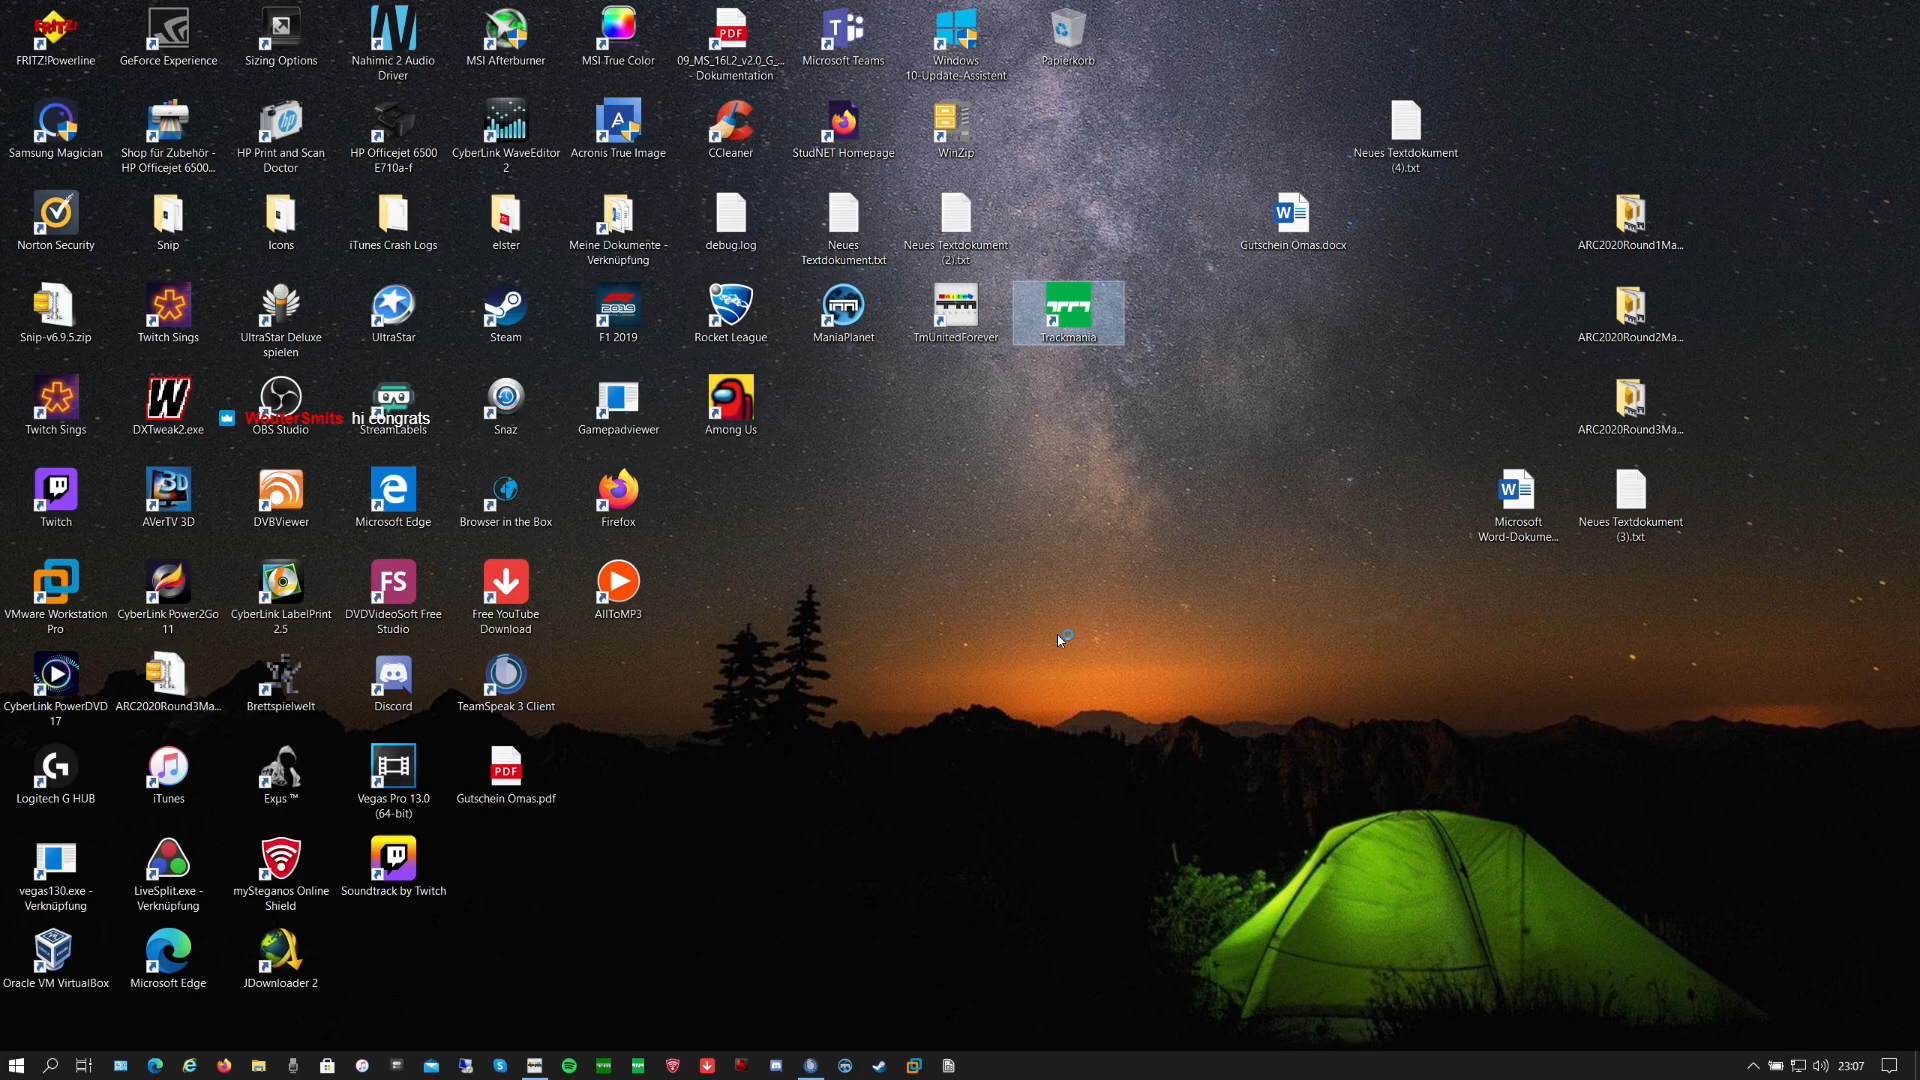 FRITZ!Powerline
GeForce Experience
Sizing Options
Nahimic 2 Audio
Driver
MSI Afterburner
MSI True Color
09_MS_16L2_v2.0_G_...
- Dokumentation
Microsoft Teams
Windows
10-Update-Assistent
Papierkorb
Samsung Magician
Shop für Zubehör -
HP Officejet 6500...
HP Print and Scan
Doctor
HP Officejet 6500
E710a-f
CyberLink WaveEditor
2
Acronis True Image
CCleaner
StudNET Homepage
WinZip
Neues Textdokument
(4).txt
Norton Security
Snip
Icons
iTunes Crash Logs
elster
Meine Dokumente -
Verknüpfung
debug.log
Neues
Textdokument.txt
Neues Textdokument
(2).txt
Gutschein Omas.docx
ARC2020Round1Ma...
Snip-v6.9.5.zip
Twitch Sings
UltraStar Deluxe
spielen
UltraStar
Steam
F1 2019
Rocket League
ManiaPlanet
TmUnitedForever
Trackmania
ARC2020Round2Ma...
Twitch Sings
DXTweak2.exe
WouterSmits hi congrats
OBS Studio
StreamLabels
Snaz
Gamepadviewer
Among Us
ARC2020Round3Ma...
Twitch
AVerTV 3D
DVBViewer
Microsoft Edge
Browser in the Box
Firefox
Microsoft
Word-Dokume...
Neues Textdokument
(3).txt
VMware Workstation
Pro
CyberLink Power2Go
11
CyberLink LabelPrint
2.5
DVDVideoSoft Free
Studio
Free YouTube
Download
AllToMP3
CyberLink PowerDVD
17
ARC2020Round3Ma...
Brettspielwelt
Discord
TeamSpeak 3 Client
Logitech G HUB
iTunes
Exµs ™
Vegas Pro 13.0
(64-bit)
Gutschein Omas.pdf
vegas130.exe -
Verknüpfung
LiveSplit.exe -
Verknüpfung
mySteganos Online
Shield
Soundtrack by Twitch
Oracle VM VirtualBox
Microsoft Edge
JDownloader 2
23:07